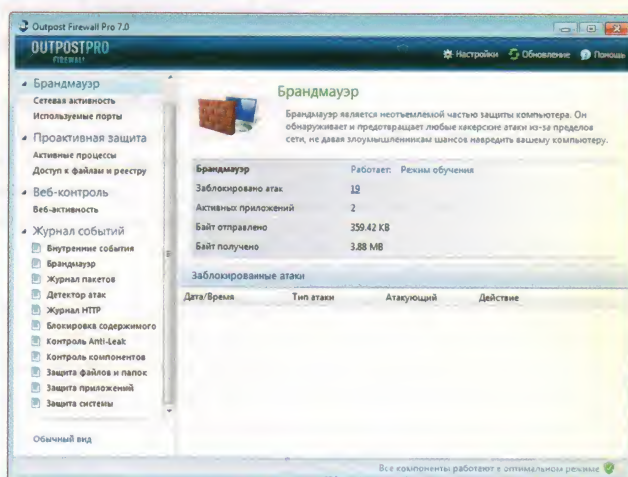 Outpost Firewall Pro 7.0
OUTPOSTPRO
FIREWALL
Настройки Обновление Помощь
Брандмауэр
Сетевая активность
Используемые порты
Проактивная защита
Активные процессы
Доступ к файлам и реестру
Веб-контроль
Веб-активность
Журнал событий
Внутренние события
Брандмауэр
Журнал пакетов
Детектор атак
Журнал HTTP
Блокировка содержимого
Контроль Anti-Leak
Контроль компонентов
Защита файлов и папок
Защита приложений
Защита системы
Обычный вид
Брандмауэр
Брандмауэр является неотъемлемой частью защиты компьютера. Он
обнаруживает и предотвращает любые хакерские атаки из-за пределов
сети, не давая злоумышленникам шансов навредить вашему компьютеру.
Брандмауэр Работает: Режим обучения
Заблокировано атак 19
Активных приложений 2
Байт отправлено 359.42 KB
Байт получено 3.88 MB
Заблокированные атаки
Дата/Время Тип атаки Атакующий Действие
Все компоненты работают в оптимальном режиме